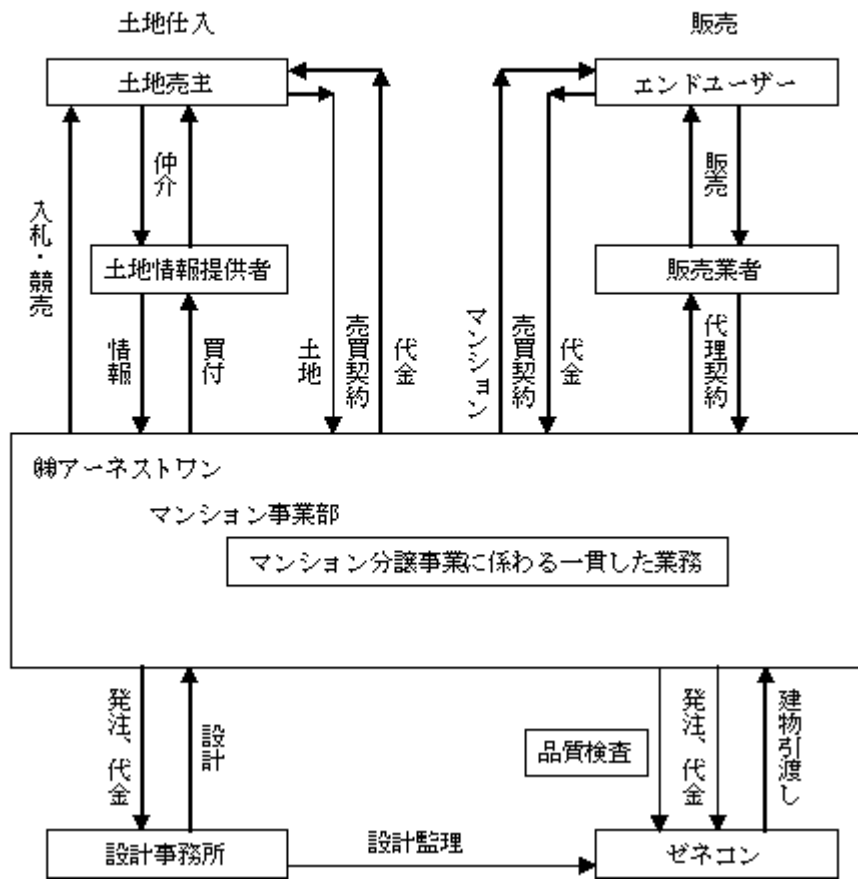 土地仕入
販売
土地売主
エンドユーザー
仲介
販売
入札・競売
土地情報提供者
販売業者
情報
買付
土地
売買契約
代金
マンション
売買契約
代金
代理契約
㈱アーネストワン
マンション事業部
マンション分譲事業に係わる一貫した業務
発注、代金
設計
品質検査
発注、代金
建物引渡し
設計事務所
設計監理
ゼネコン